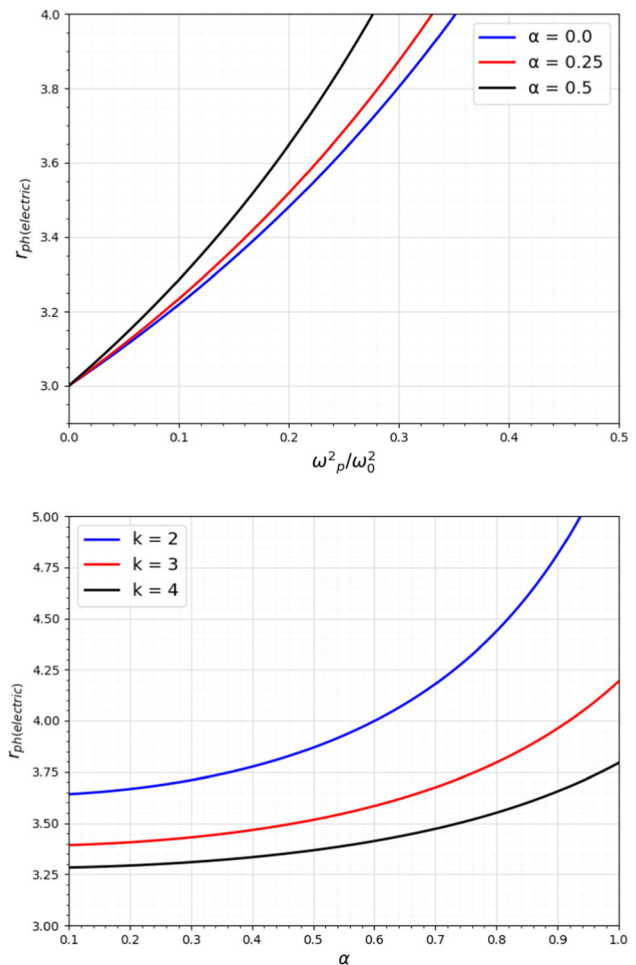 4.0
3.8
3.6
3.4
3.2
3.0
r_ph(electric)
α = 0.0
α = 0.25
α = 0.5
0.0 0.1 0.2 0.3 0.4 0.5
ω²_p/ω₀²
5.00
4.75
4.50
4.25
4.00
3.75
3.50
3.25
3.00
r_ph(electric)
k = 2
k = 3
k = 4
0.1 0.2 0.3 0.4 0.5 0.6 0.7 0.8 0.9 1.0
α